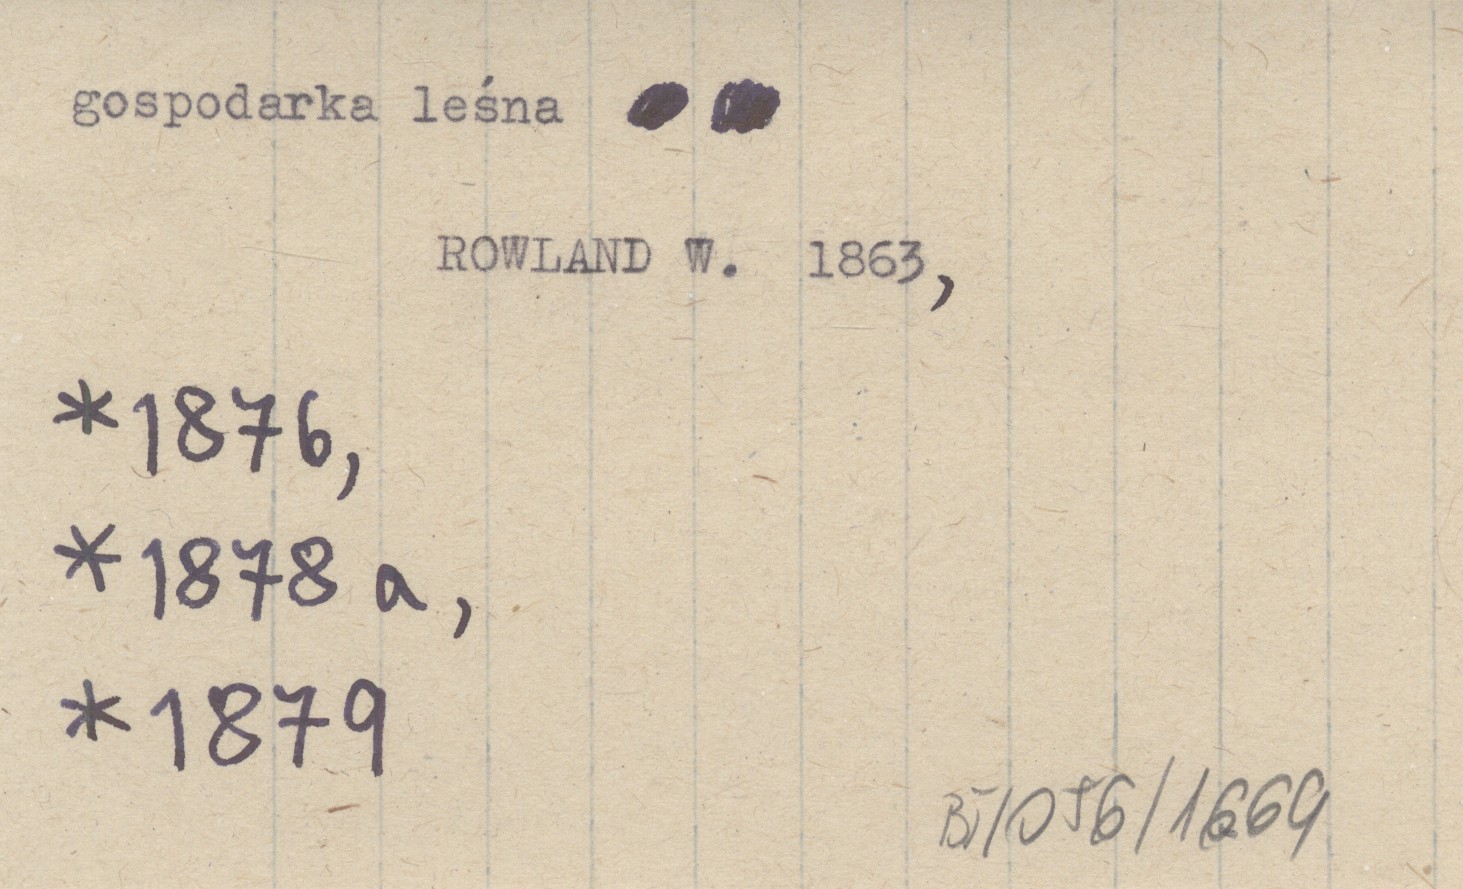 gospodarka leśna
ROWLAND W. 1863,
*1876,
*1878 a,
*1879
BJ/056/1669